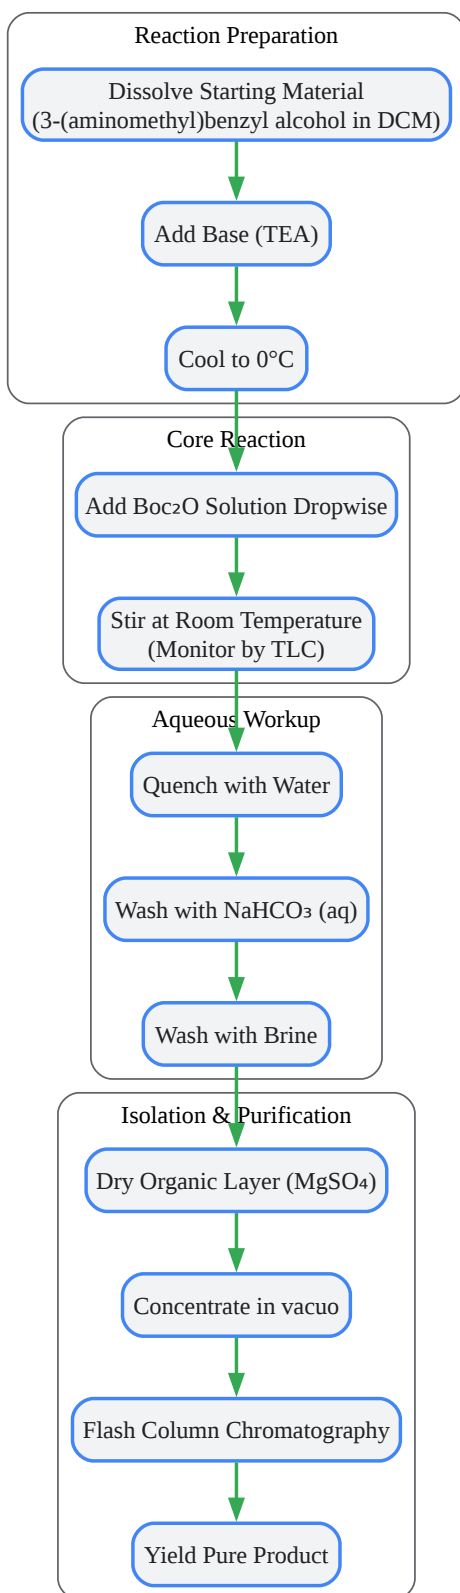 Reaction Preparation
Dissolve Starting Material
(3-(aminomethyl)benzyl alcohol in DCM)
Add Base (TEA)
Cool to 0°C
Core Reaction
Add Boc₂O Solution Dropwise
Stir at Room Temperature
(Monitor by TLC)
Aqueous Workup
Quench with Water
Wash with NaHCO₃ (aq)
Wash with Brine
Isolation & Purification
Dry Organic Layer (MgSO₄)
Concentrate in vacuo
Flash Column Chromatography
Yield Pure Product